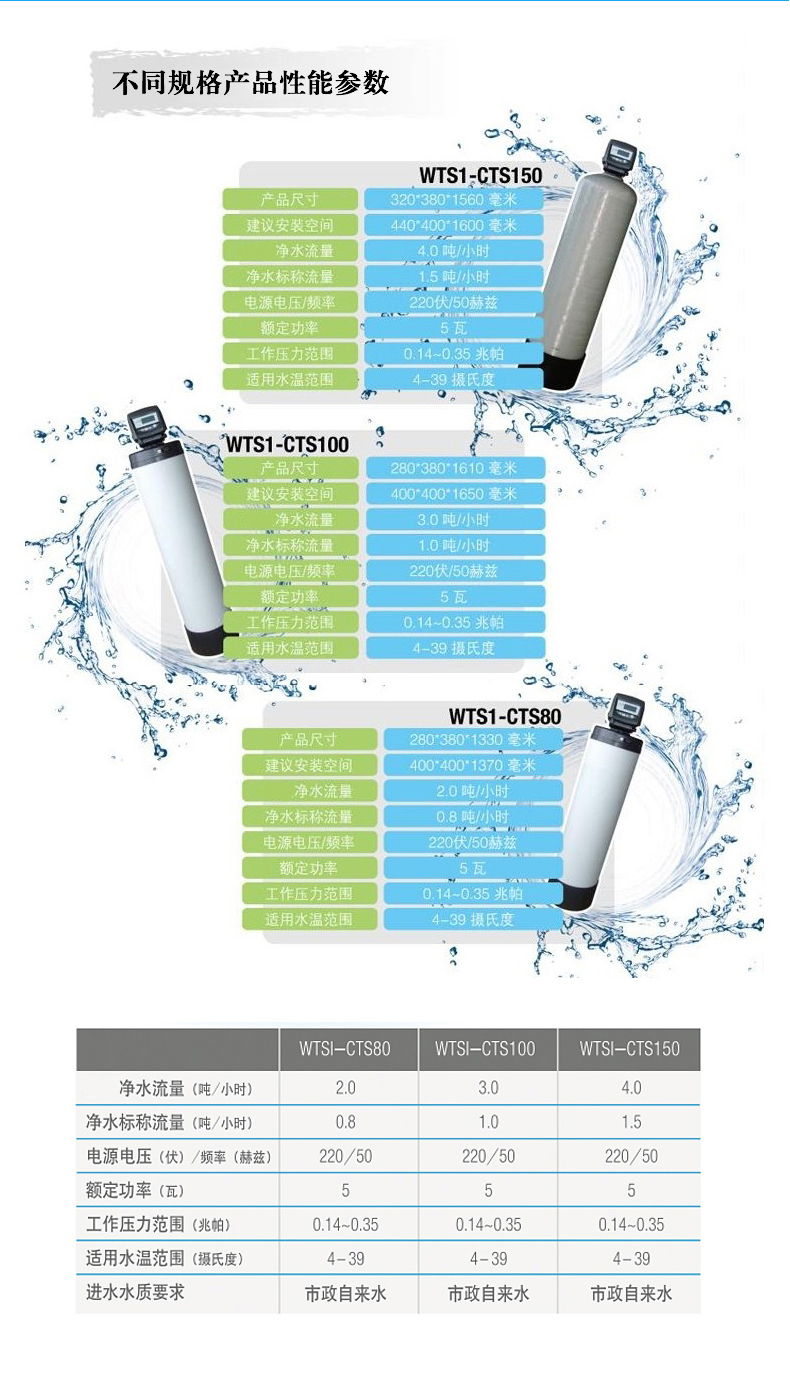 不同规格产品性能参数
WTS1-CTS150
产品尺寸 320*380*1560 毫米
建议安装空间 440*400*1600 毫米
净水流量 4.0 吨/小时
净水标称流量 1.5 吨/小时
电源电压/频率 220伏/50赫兹
额定功率 5 瓦
工作压力范围 0.14~0.35 兆帕
适用水温范围 4–39 摄氏度
WTS1-CTS100
产品尺寸 280*380*1610 毫米
建议安装空间 400*400*1650 毫米
净水流量 3.0 吨/小时
净水标称流量 1.0 吨/小时
电源电压/频率 220伏/50赫兹
额定功率 5 瓦
工作压力范围 0.14~0.35 兆帕
适用水温范围 4–39 摄氏度
WTS1-CTS80
产品尺寸 280*380*1330 毫米
建议安装空间 400*400*1370 毫米
净水流量 2.0 吨/小时
净水标称流量 0.8 吨/小时
电源电压/频率 220伏/50赫兹
额定功率 5 瓦
工作压力范围 0.14~0.35 兆帕
适用水温范围 4–39 摄氏度
WTSI–CTS80 WTSI–CTS100 WTSI–CTS150
净水流量（吨/小时） 2.0 3.0 4.0
净水标称流量（吨/小时） 0.8 1.0 1.5
电源电压（伏）/频率（赫兹） 220/50 220/50 220/50
额定功率（瓦） 5 5 5
工作压力范围（兆帕） 0.14~0.35 0.14~0.35 0.14~0.35
适用水温范围（摄氏度） 4–39 4–39 4–39
进水水质要求 市政自来水 市政自来水 市政自来水